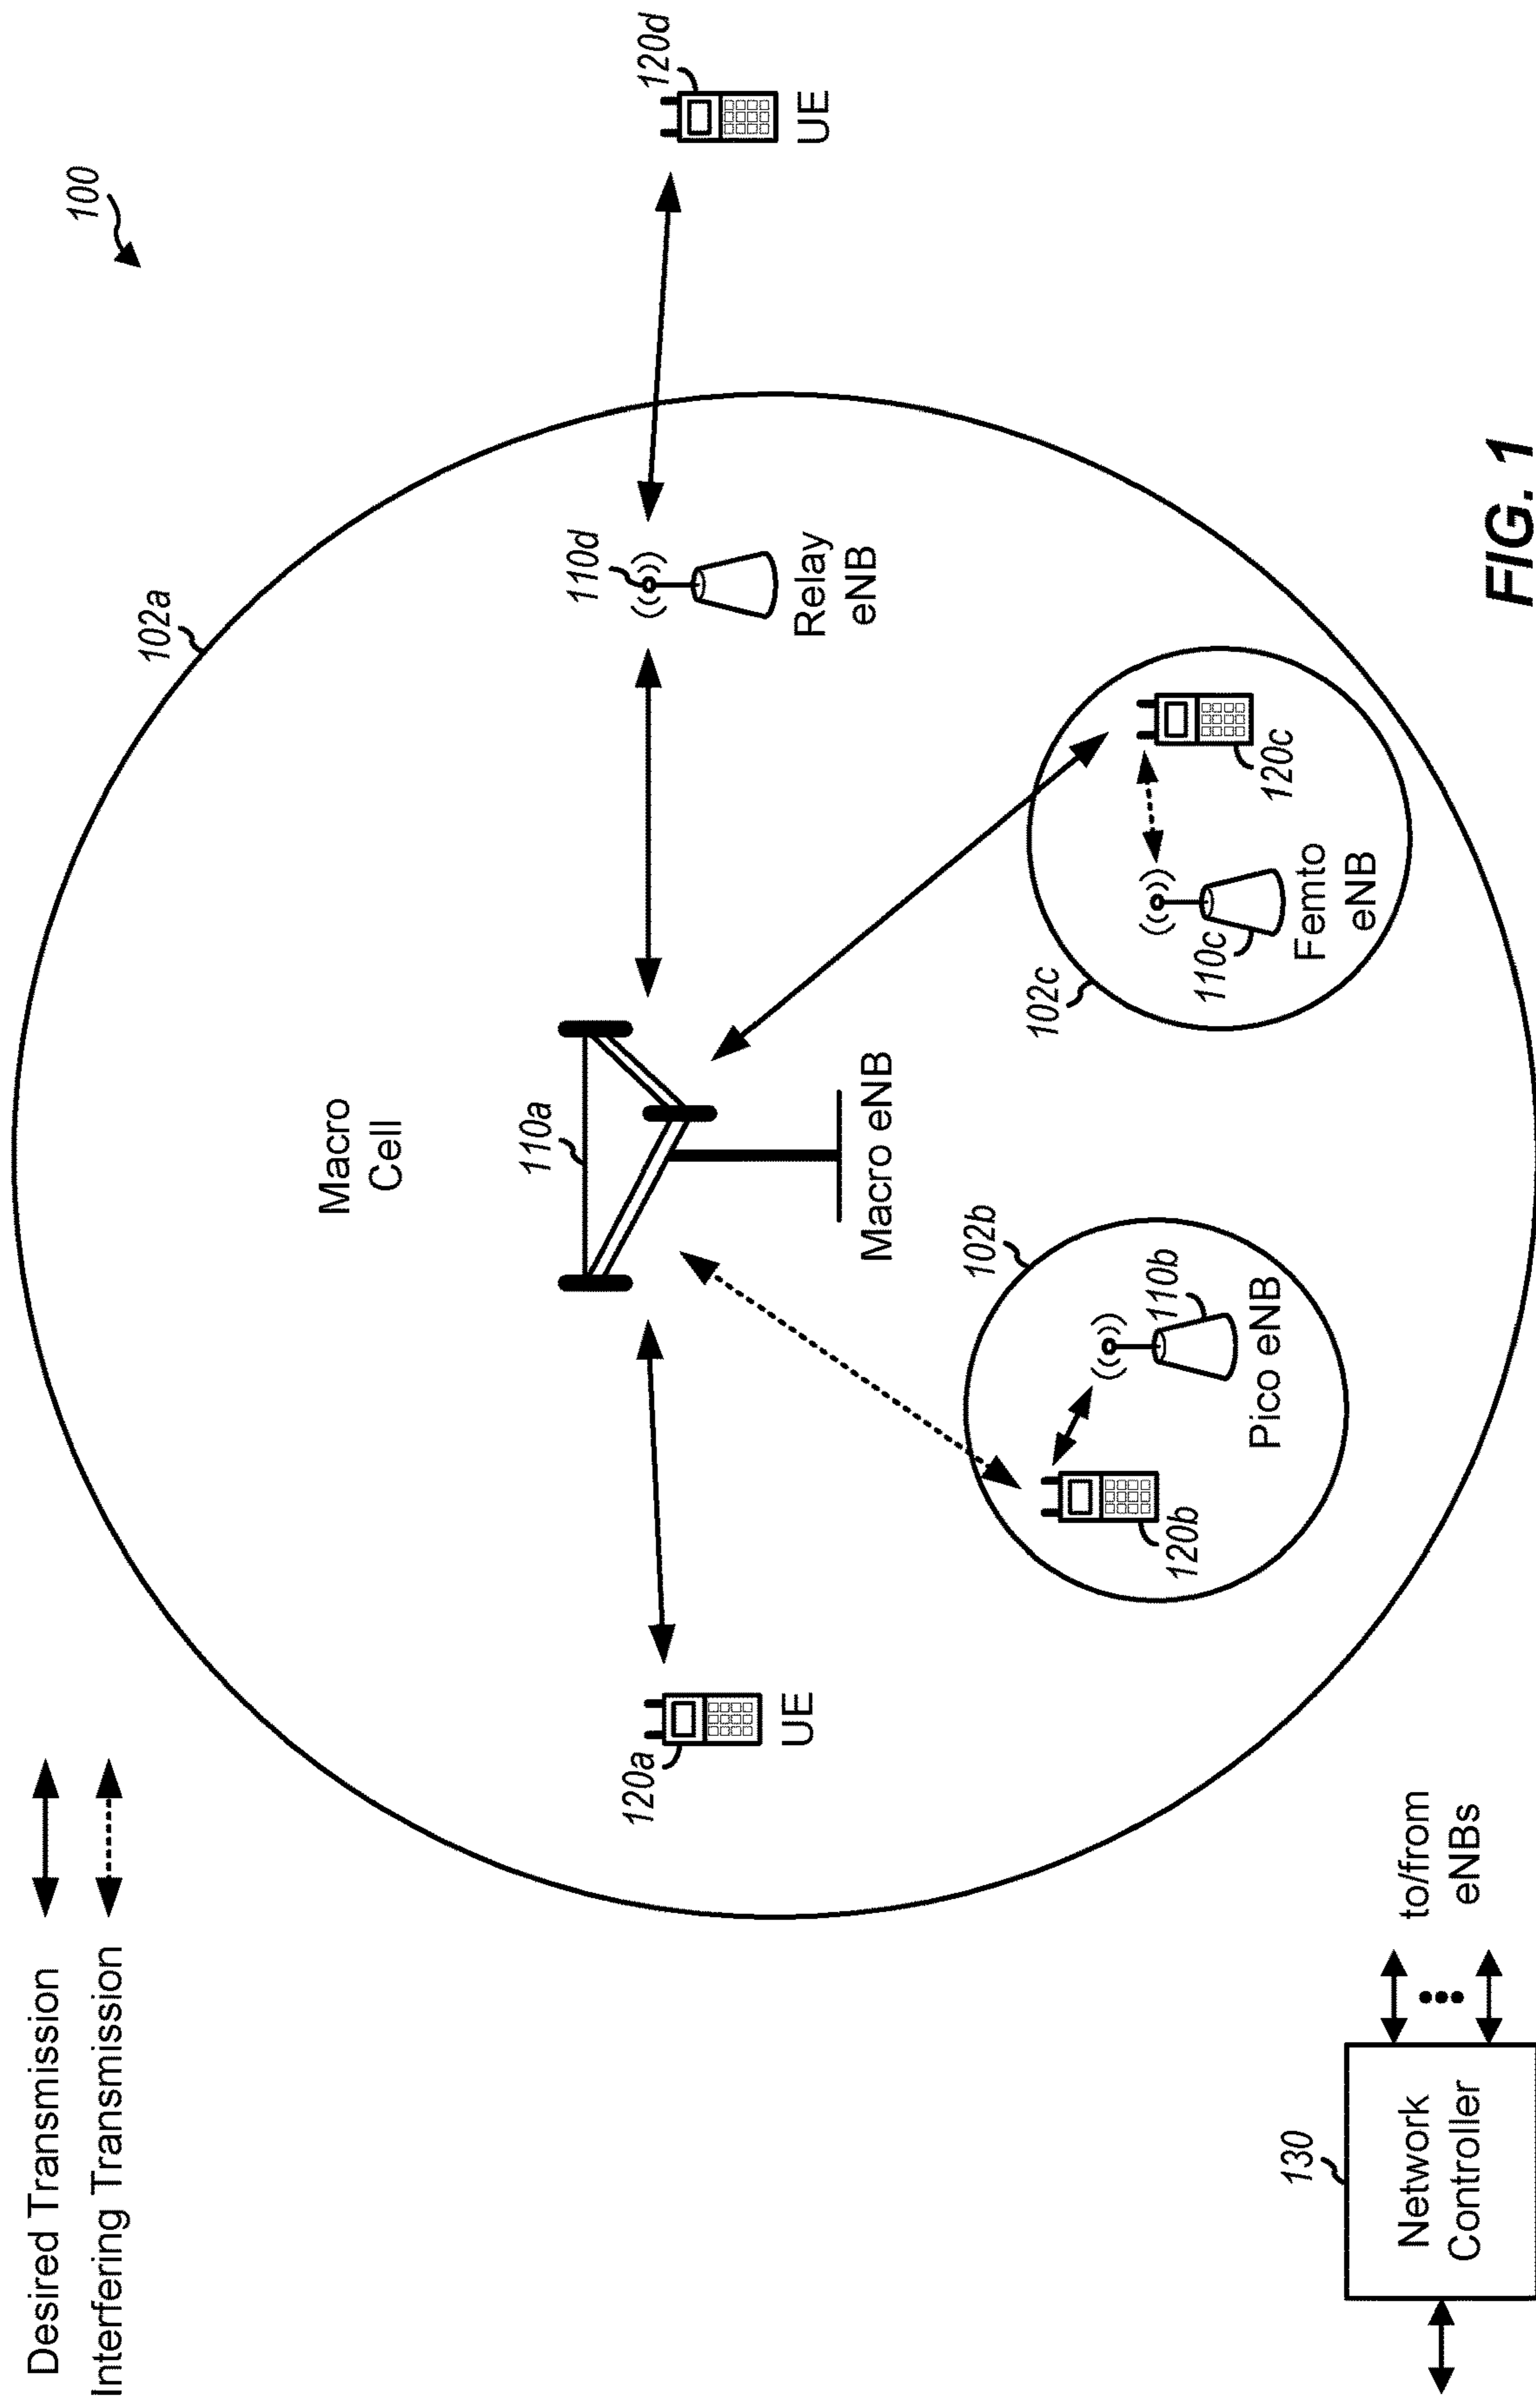 Desired Transmission
Interfering Transmission
100
102a
Macro
Cell
110a
Macro eNB
110d
Relay
eNB
120d
UE
120a
UE
102b
110b
Pico eNB
120b
102c
110c
Femto
eNB
120c
130
Network
Controller
to/from
eNBs
FIG. 1